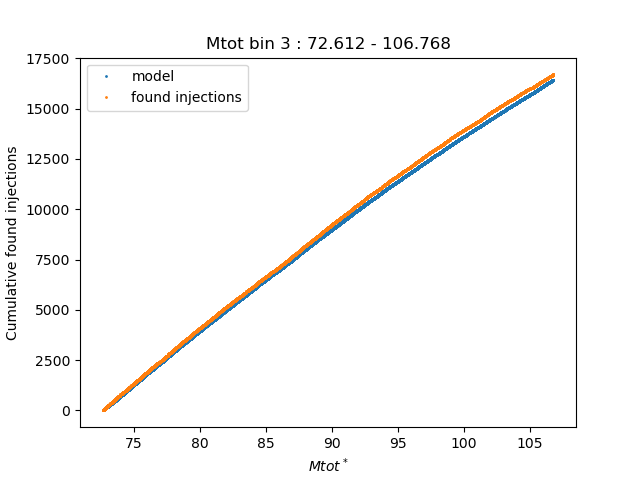 Mtot bin 3 : 72.612 - 106.768
model
found injections
17500
15000
12500
10000
7500
5000
2500
0
Cumulative found injections
75 80 85 90 95 100 105
Mtot*